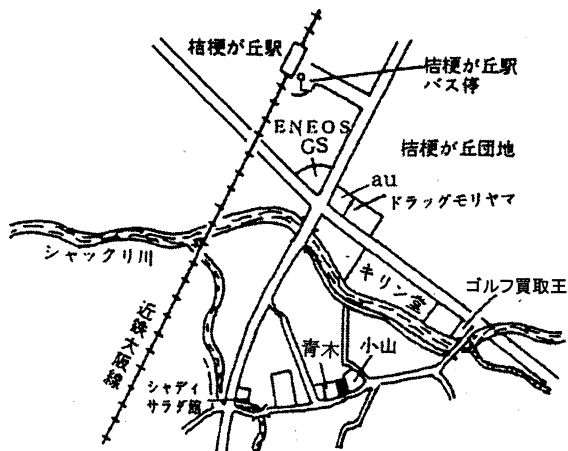 桔梗が丘駅
桔梗が丘駅
バス停
ENEOS
GS
桔梗が丘団地
au
ドラッグモリヤマ
シャックリ川
キリン堂
ゴルフ買取王
近鉄大阪線
青木
小山
シャディ
サラダ館